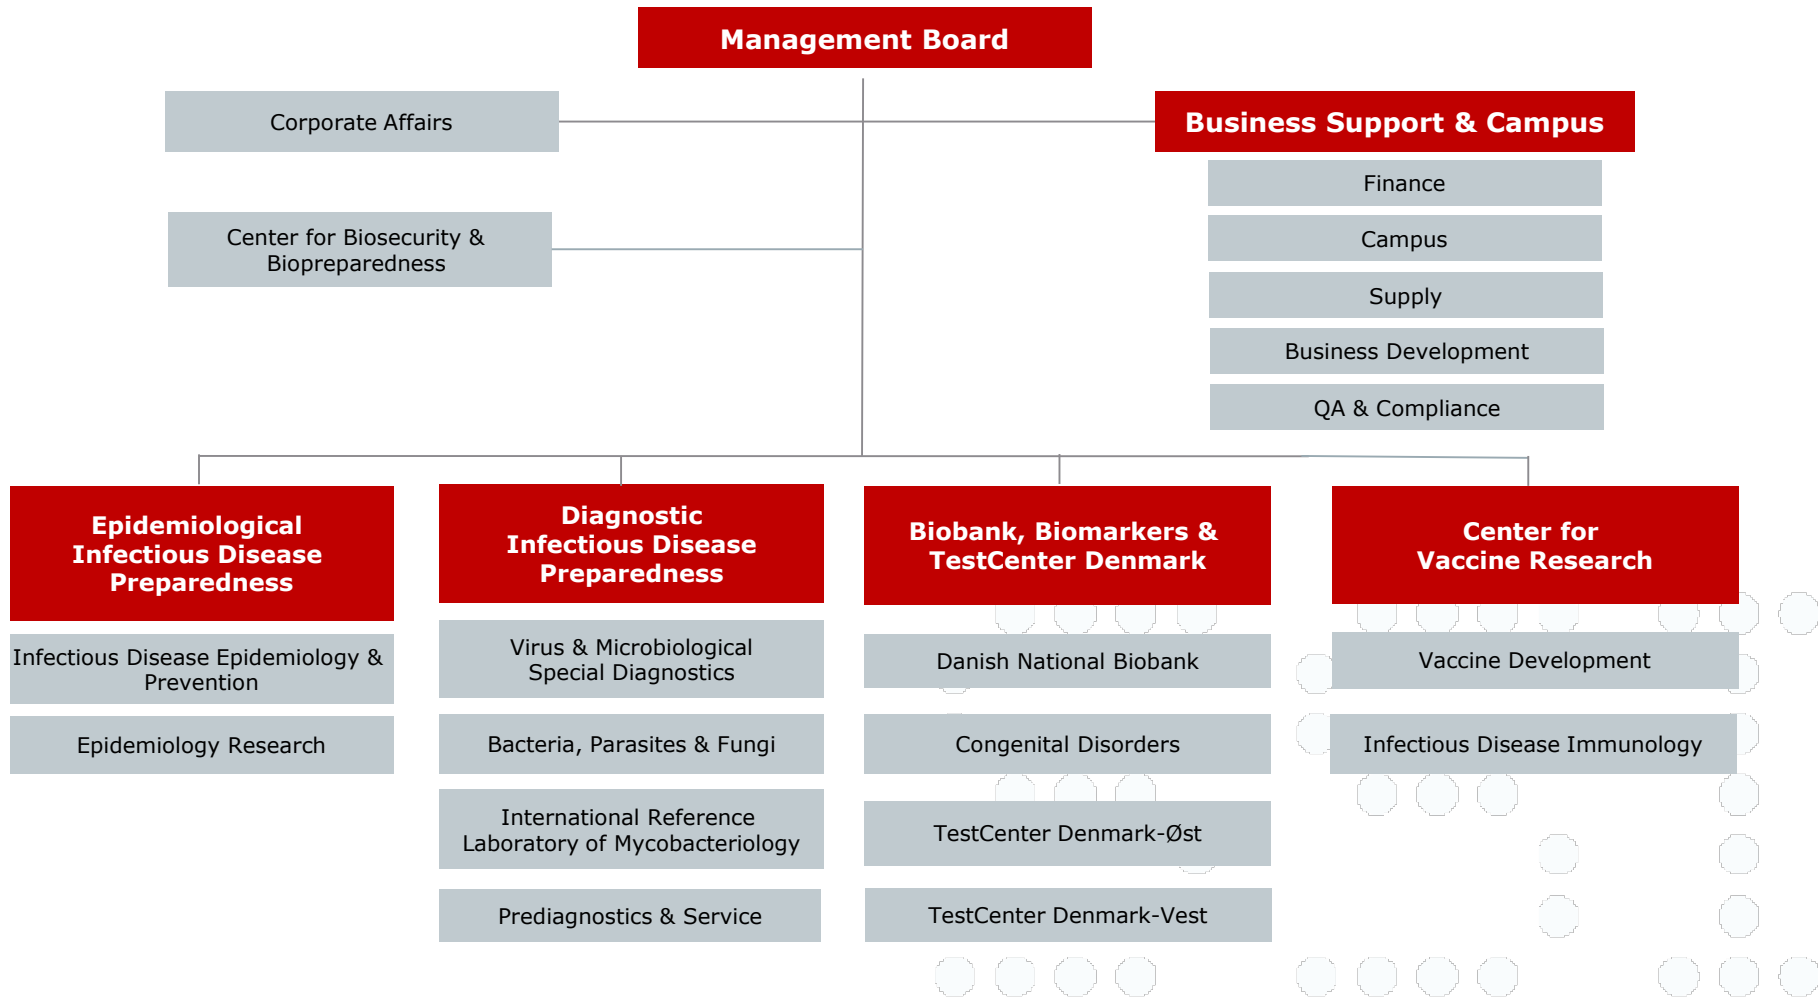 Management Board
Corporate Affairs
Business Support & Campus
Finance
Center for Biosecurity &
Biopreparedness
Campus
Supply
Business Development
QA & Compliance
Epidemiological
Infectious Disease
Preparedness
Infectious Disease Epidemiology &
Prevention
Epidemiology Research
Diagnostic
Infectious Disease
Preparedness
Virus & Microbiological
Special Diagnostics
Bacteria, Parasites & Fungi
International Reference
Laboratory of Mycobacteriology
Prediagnostics & Service
Biobank, Biomarkers &
TestCenter Denmark
Danish National Biobank
Congenital Disorders
TestCenter Denmark-Øst
TestCenter Denmark-Vest
Center for
Vaccine Research
Vaccine Development
Infectious Disease Immunology